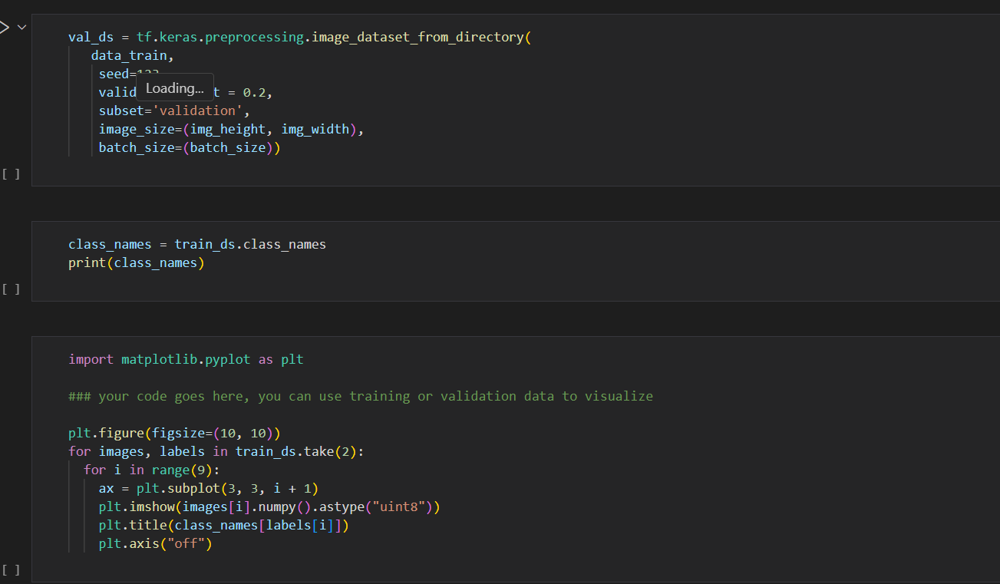 val_ds = tf.keras.preprocessing.image_dataset_from_directory(
data_train,
seed=123
valid t = 0.2,
Loading...
subset='validation',
image_size=(img_height, img_width),
batch_size=(batch_size))
[ ]
class_names = train_ds.class_names
print(class_names)
[ ]
import matplotlib.pyplot as plt
### your code goes here, you can use training or validation data to visualize
plt.figure(figsize=(10, 10))
for images, labels in train_ds.take(2):
for i in range(9):
ax = plt.subplot(3, 3, i + 1)
plt.imshow(images[i].numpy().astype("uint8"))
plt.title(class_names[labels[i]])
plt.axis("off")
[ ]